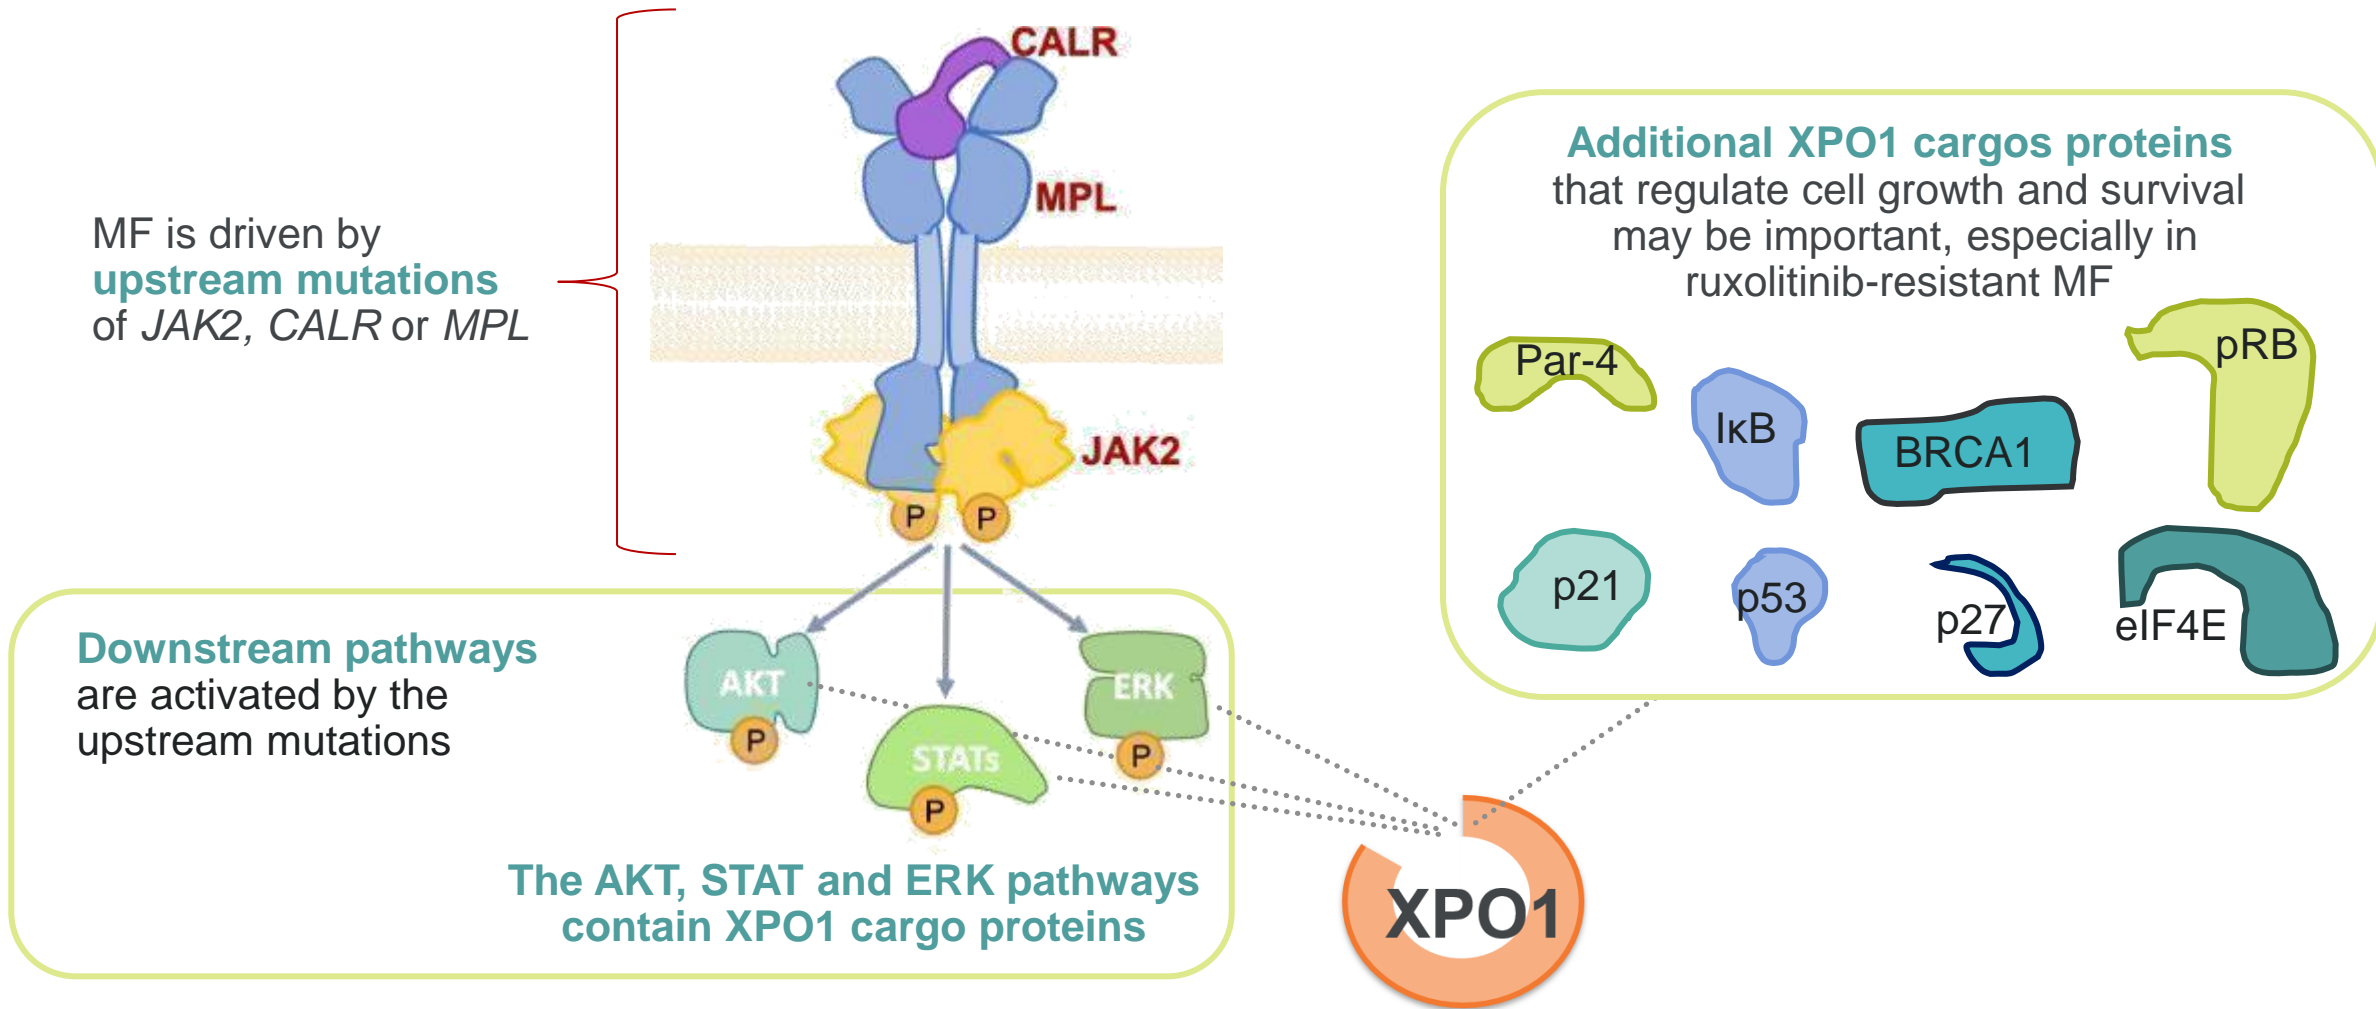 MF is driven by
upstream mutations
of JAK2, CALR or MPL
CALR
MPL
JAK2
P
P
Downstream pathways
are activated by the
upstream mutations
AKT
P
STATs
P
ERK
P
The AKT, STAT and ERK pathways
contain XPO1 cargo proteins
Additional XPO1 cargos proteins
that regulate cell growth and survival
may be important, especially in
ruxolitinib-resistant MF
Par-4
IκB
BRCA1
pRB
p21
p53
p27
eIF4E
XPO1